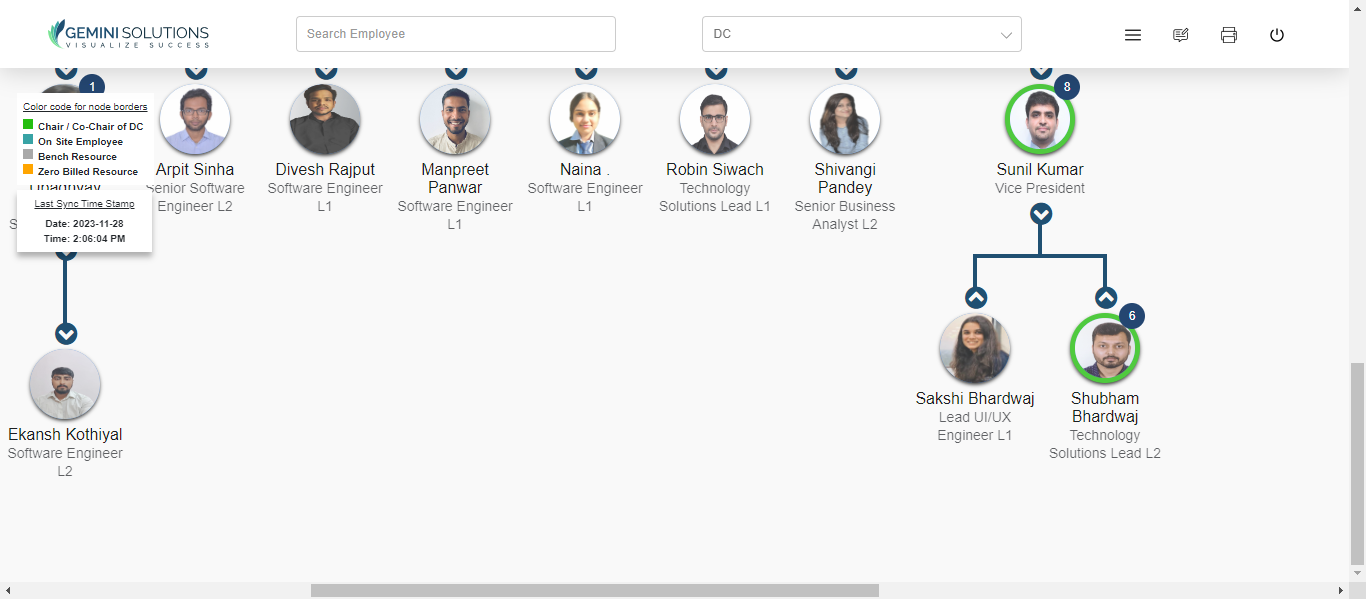 GEMINI SOLUTIONS
VISUALIZE SUCCESS
Search Employee
DC
1
8
Color code for node borders
Chair / Co-Chair of DC
On Site Employee
Bench Resource
Zero Billed Resource
Last Sync Time Stamp
Date: 2023-11-28
Time: 2:06:04 PM
Arpit Sinha
Senior Software
Engineer L2
Divesh Rajput
Software Engineer
L1
Manpreet
Panwar
Software Engineer
L1
Naina .
Software Engineer
L1
Robin Siwach
Technology
Solutions Lead L1
Shivangi
Pandey
Senior Business
Analyst L2
Sunil Kumar
Vice President
6
Ekansh Kothiyal
Software Engineer
L2
Sakshi Bhardwaj
Lead UI/UX
Engineer L1
Shubham
Bhardwaj
Technology
Solutions Lead L2